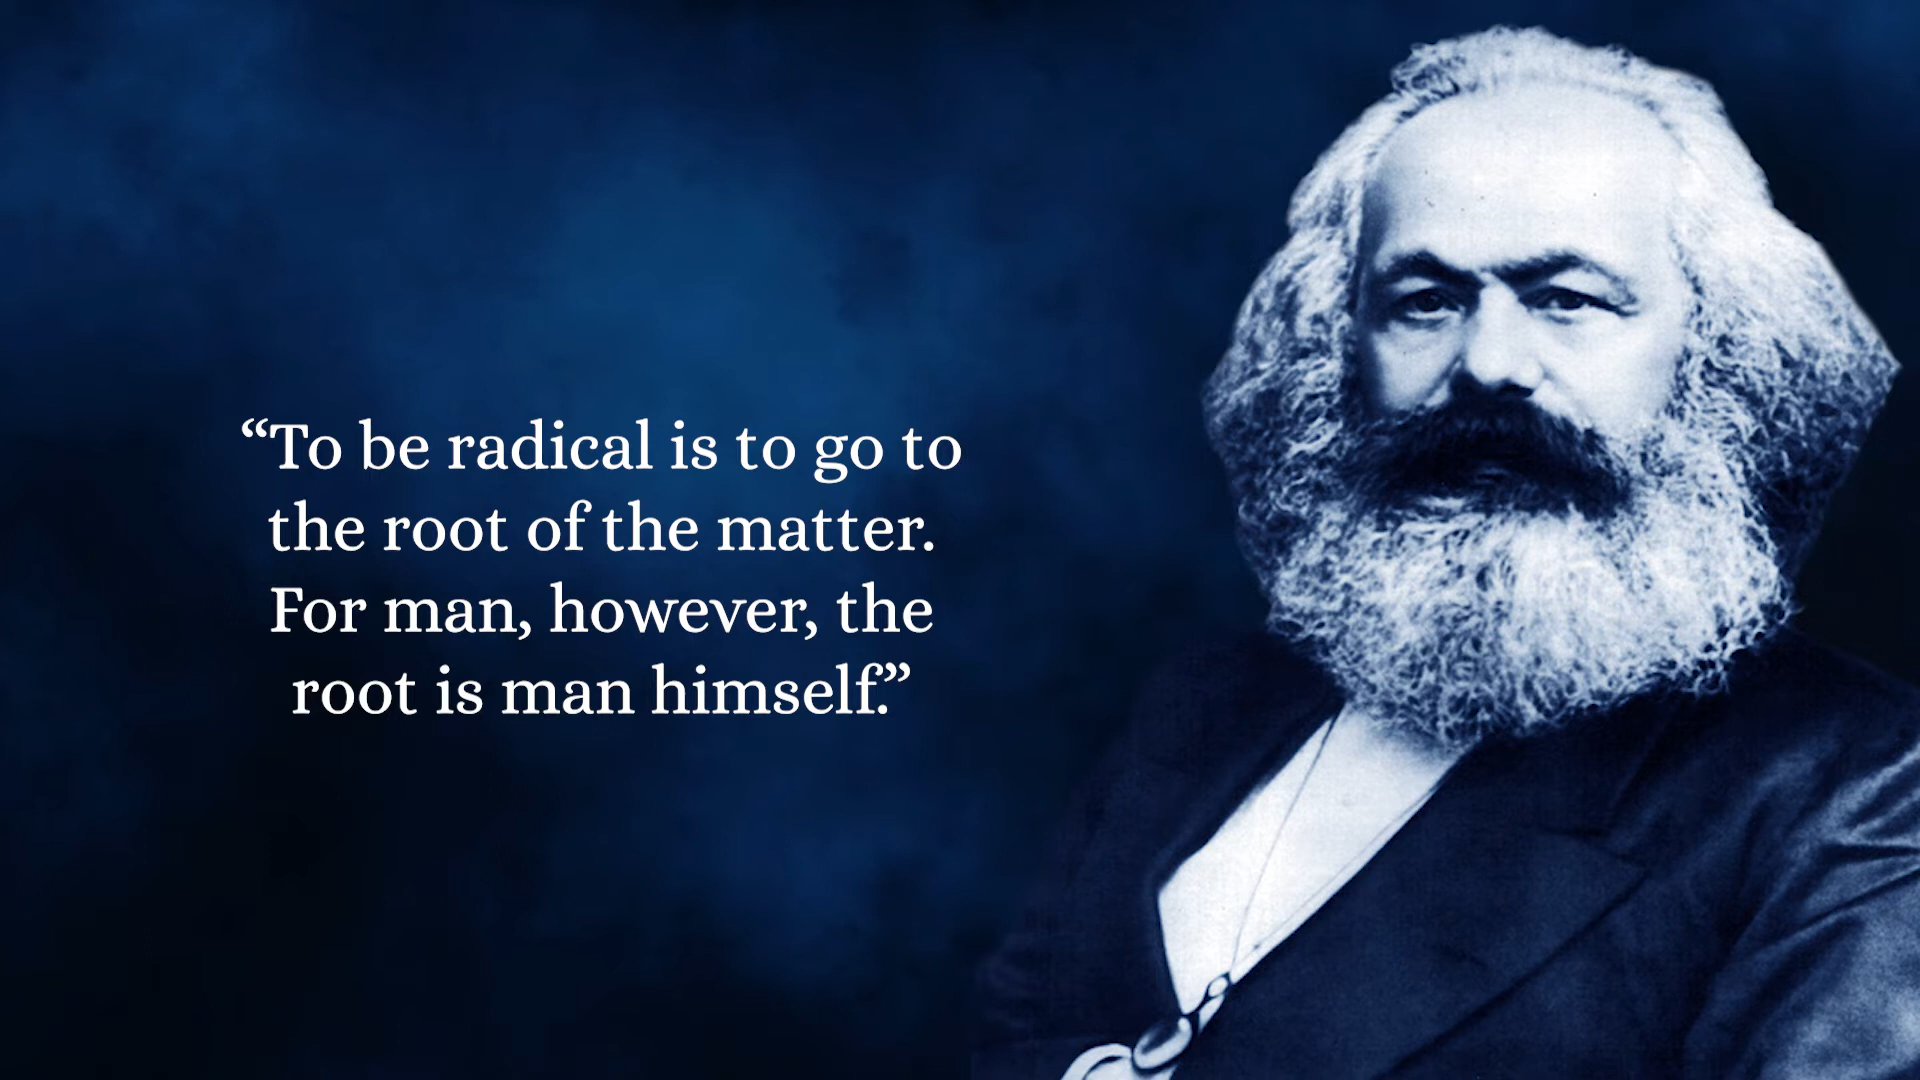 “To be radical is to go to
the root of the matter.
For man, however, the
root is man himself.”